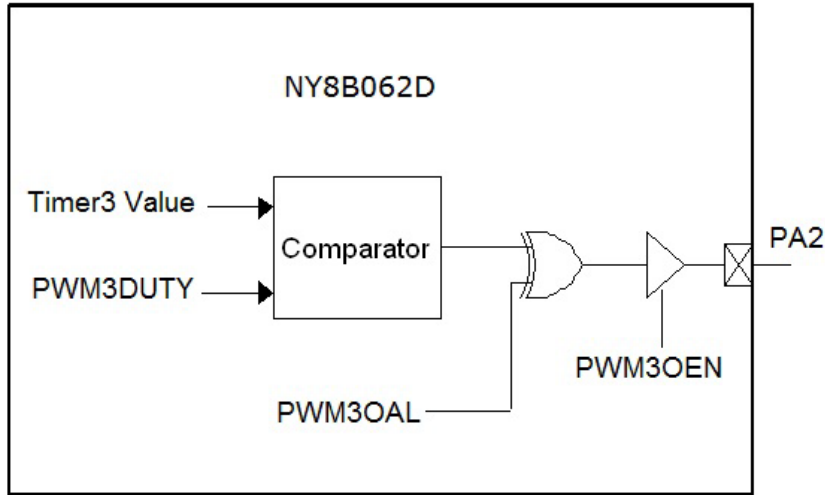 NY8B062D
Timer3 Value
Comparator
PWM3DUTY
PA2
PWM3OEN
PWM3OAL